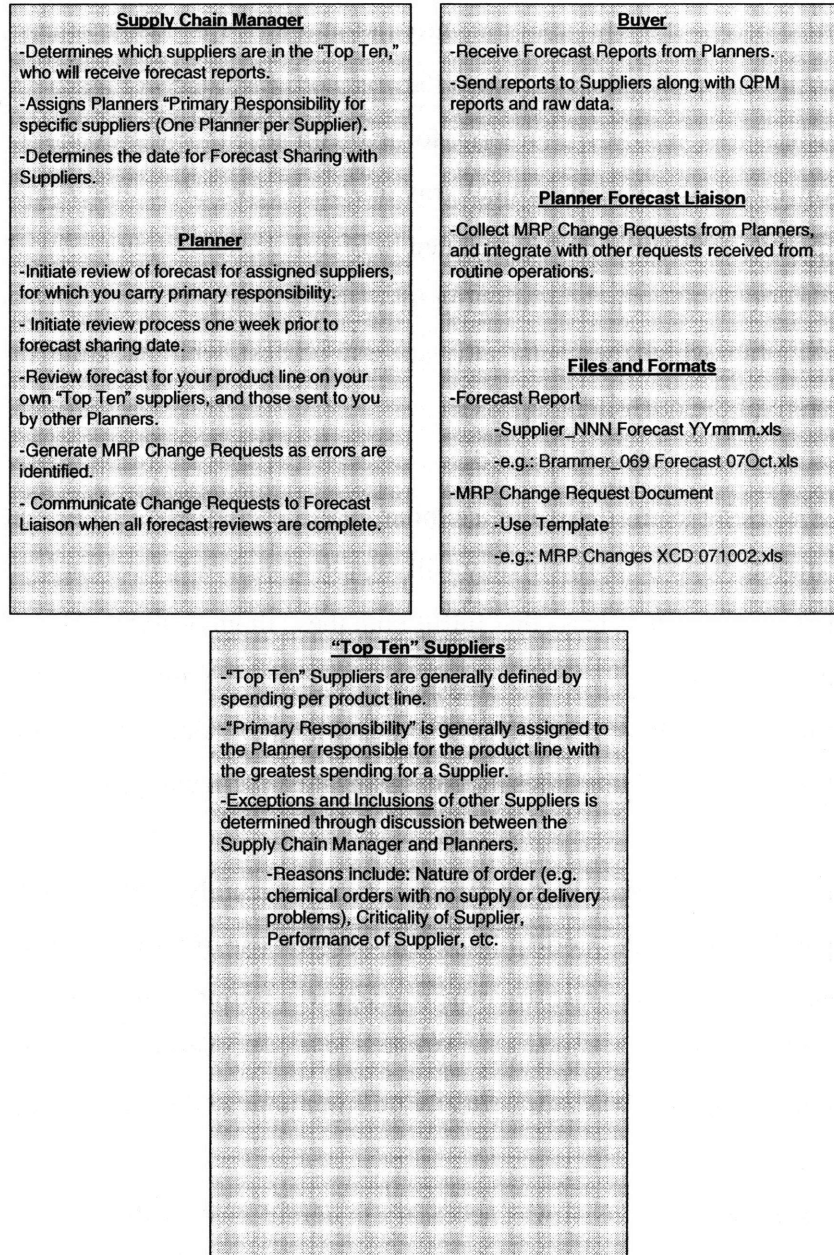 Supply Chain Manager
-Determines which suppliers are in the “Top Ten,”
who will receive forecast reports.
-Assigns Planners “Primary Responsibility for
specific suppliers (One Planner per Supplier).
-Determines the date for Forecast Sharing with
Suppliers.
Planner
-Initiate review of forecast for assigned suppliers,
for which you carry primary responsibility.
- Initiate review process one week prior to
forecast sharing date.
-Review forecast for your product line on your
own “Top Ten” suppliers, and those sent to you
by other Planners.
-Generate MRP Change Requests as errors are
identified.
- Communicate Change Requests to Forecast
Liaison when all forecast reviews are complete.
Buyer
-Receive Forecast Reports from Planners.
-Send reports to Suppliers along with QPM
reports and raw data.
Planner Forecast Liaison
-Collect MRP Change Requests from Planners,
and integrate with other requests received from
routine operations.
Files and Formats
-Forecast Report
-Supplier_NNN Forecast YYmmm.xls
-e.g.: Brammer_069 Forecast 07Oct.xls
-MRP Change Request Document
-Use Template
-e.g.: MRP Changes XCD 071002.xls
“Top Ten” Suppliers
-“Top Ten” Suppliers are generally defined by
spending per product line.
-“Primary Responsibility” is generally assigned to
the Planner responsible for the product line with
the greatest spending for a Supplier.
-Exceptions and Inclusions of other Suppliers is
determined through discussion between the
Supply Chain Manager and Planners.
-Reasons include: Nature of order (e.g.
chemical orders with no supply or delivery
problems), Criticality of Supplier,
Performance of Supplier, etc.